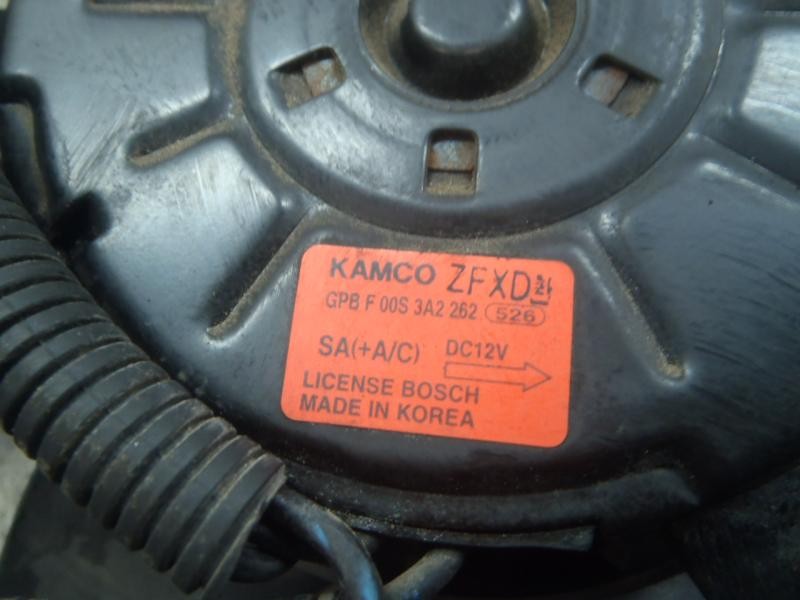 KAMCO ZFXD
GPB F 00S 3A2 262 526
SA(+A/C) DC12V
LICENSE BOSCH
MADE IN KOREA